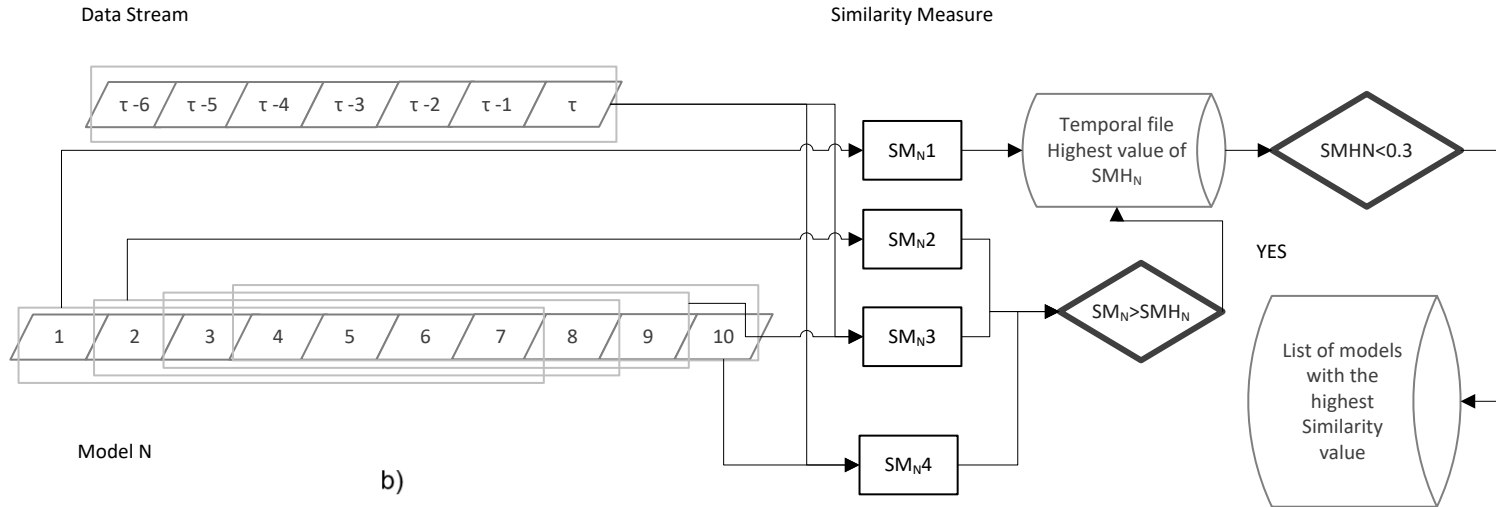 Data Stream
Similarity Measure
τ -6 τ -5 τ -4 τ -3 τ -2 τ -1 τ
SMN1
Temporal file
Highest value of
SMHN
SMHN<0.3
SMN2
YES
1 2 3 4 5 6 7 8 9 10
SMN3
SMN>SMHN
List of models
with the
highest
Similarity
value
Model N
SMN4
b)